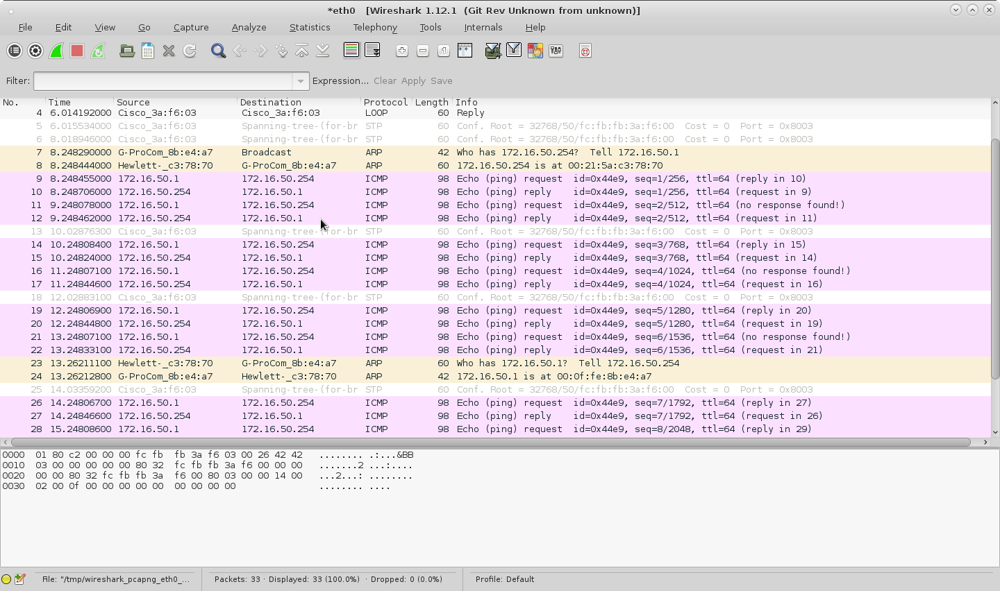 *eth0   [Wireshark 1.12.1  (Git Rev Unknown from unknown)]
File Edit View Go Capture Analyze Statistics Telephony Tools Internals Help
Filter: Expression... Clear Apply Save
No. Time Source Destination Protocol Length Info
4 6.014192000 Cisco_3a:f6:03 Cisco_3a:f6:03 LOOP 60 Reply
5 6.015534000 Cisco_3a:f6:03 Spanning-tree-(for-br STP 60 Conf. Root = 32768/50/fc:fb:fb:3a:f6:00  Cost = 0  Port = 0x8003
6 6.018946000 Cisco_3a:f6:03 Spanning-tree-(for-br STP 60 Conf. Root = 32768/50/fc:fb:fb:3a:f6:00  Cost = 0  Port = 0x8003
7 8.248290000 G-ProCom_8b:e4:a7 Broadcast ARP 42 Who has 172.16.50.254?  Tell 172.16.50.1
8 8.248444000 Hewlett-_c3:78:70 G-ProCom_8b:e4:a7 ARP 60 172.16.50.254 is at 00:21:5a:c3:78:70
9 8.248455000 172.16.50.1 172.16.50.254 ICMP 98 Echo (ping) request  id=0x44e9, seq=1/256, ttl=64 (reply in 10)
10 8.248706000 172.16.50.254 172.16.50.1 ICMP 98 Echo (ping) reply    id=0x44e9, seq=1/256, ttl=64 (request in 9)
11 9.248078000 172.16.50.1 172.16.50.254 ICMP 98 Echo (ping) request  id=0x44e9, seq=2/512, ttl=64 (no response found!)
12 9.248462000 172.16.50.254 172.16.50.1 ICMP 98 Echo (ping) reply    id=0x44e9, seq=2/512, ttl=64 (request in 11)
13 10.02876300 Cisco_3a:f6:03 Spanning-tree-(for-br STP 60 Conf. Root = 32768/50/fc:fb:fb:3a:f6:00  Cost = 0  Port = 0x8003
14 10.24808400 172.16.50.1 172.16.50.254 ICMP 98 Echo (ping) request  id=0x44e9, seq=3/768, ttl=64 (reply in 15)
15 10.24824000 172.16.50.254 172.16.50.1 ICMP 98 Echo (ping) reply    id=0x44e9, seq=3/768, ttl=64 (request in 14)
16 11.24807100 172.16.50.1 172.16.50.254 ICMP 98 Echo (ping) request  id=0x44e9, seq=4/1024, ttl=64 (no response found!)
17 11.24844600 172.16.50.254 172.16.50.1 ICMP 98 Echo (ping) reply    id=0x44e9, seq=4/1024, ttl=64 (request in 16)
18 12.02883100 Cisco_3a:f6:03 Spanning-tree-(for-br STP 60 Conf. Root = 32768/50/fc:fb:fb:3a:f6:00  Cost = 0  Port = 0x8003
19 12.24806900 172.16.50.1 172.16.50.254 ICMP 98 Echo (ping) request  id=0x44e9, seq=5/1280, ttl=64 (reply in 20)
20 12.24844800 172.16.50.254 172.16.50.1 ICMP 98 Echo (ping) reply    id=0x44e9, seq=5/1280, ttl=64 (request in 19)
21 13.24807100 172.16.50.1 172.16.50.254 ICMP 98 Echo (ping) request  id=0x44e9, seq=6/1536, ttl=64 (no response found!)
22 13.24833100 172.16.50.254 172.16.50.1 ICMP 98 Echo (ping) reply    id=0x44e9, seq=6/1536, ttl=64 (request in 21)
23 13.26211100 Hewlett-_c3:78:70 G-ProCom_8b:e4:a7 ARP 60 Who has 172.16.50.1?  Tell 172.16.50.254
24 13.26212800 G-ProCom_8b:e4:a7 Hewlett-_c3:78:70 ARP 42 172.16.50.1 is at 00:0f:fe:8b:e4:a7
25 14.03359200 Cisco_3a:f6:03 Spanning-tree-(for-br STP 60 Conf. Root = 32768/50/fc:fb:fb:3a:f6:00  Cost = 0  Port = 0x8003
26 14.24806700 172.16.50.1 172.16.50.254 ICMP 98 Echo (ping) request  id=0x44e9, seq=7/1792, ttl=64 (reply in 27)
27 14.24846600 172.16.50.254 172.16.50.1 ICMP 98 Echo (ping) reply    id=0x44e9, seq=7/1792, ttl=64 (request in 26)
28 15.24808600 172.16.50.1 172.16.50.254 ICMP 98 Echo (ping) request  id=0x44e9, seq=8/2048, ttl=64 (reply in 29)
0000  01 80 c2 00 00 00 fc fb  fb 3a f6 03 00 26 42 42   ........ .:...&BB
0010  03 00 00 00 00 00 80 32  fc fb fb 3a f6 00 00 00   .......2 ...:....
0020  00 00 80 32 fc fb fb 3a  f6 00 80 03 00 00 14 00   ...2...: ........
0030  02 00 0f 00 00 00 00 00  00 00 00 00               ........ ....
File: "/tmp/wireshark_pcapng_eth0_... Packets: 33 · Displayed: 33 (100.0%)  · Dropped: 0 (0.0%) Profile: Default